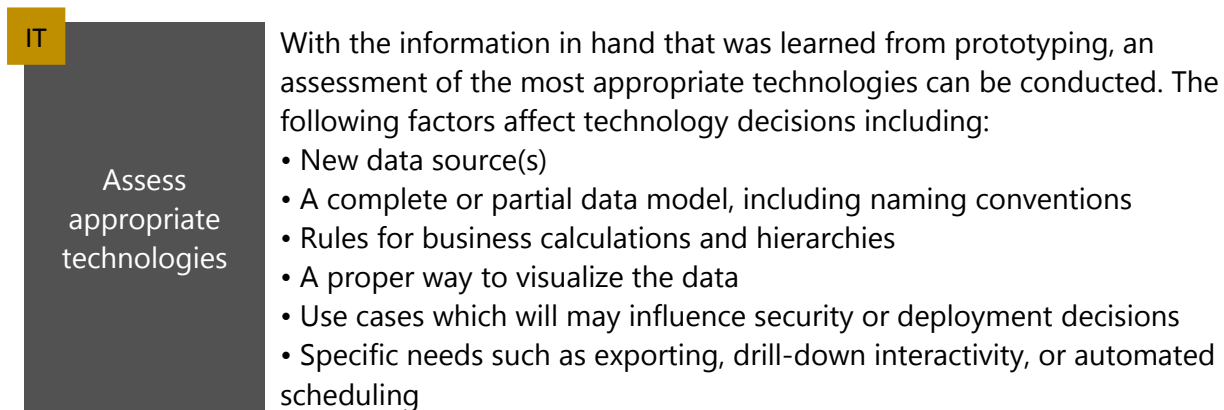 IT
Assess
appropriate
technologies
With the information in hand that was learned from prototyping, an
assessment of the most appropriate technologies can be conducted. The
following factors affect technology decisions including:
• New data source(s)
• A complete or partial data model, including naming conventions
• Rules for business calculations and hierarchies
• A proper way to visualize the data
• Use cases which will may influence security or deployment decisions
• Specific needs such as exporting, drill-down interactivity, or automated
scheduling